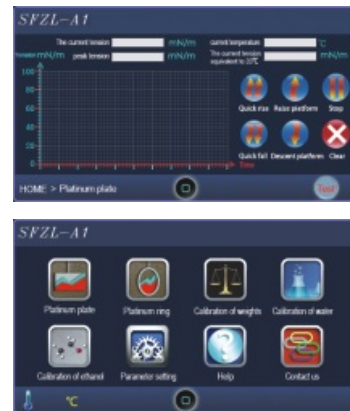 SFZL-A1
The current tension mN/m current temperature ℃
Tension mN/m peak tension mN/m The current tension equivalent to 20℃ mN/m
100
80
60
40
20
0
Time
Quick rise Raise platform Stop
Quick fall Descent platform Clear
HOME > Platinum plate
Test
SFZL-A1
Platinum plate Platinum ring Calibration of weights Calibration of water
Calibration of ethanol Parameter setting Help Contact us
℃